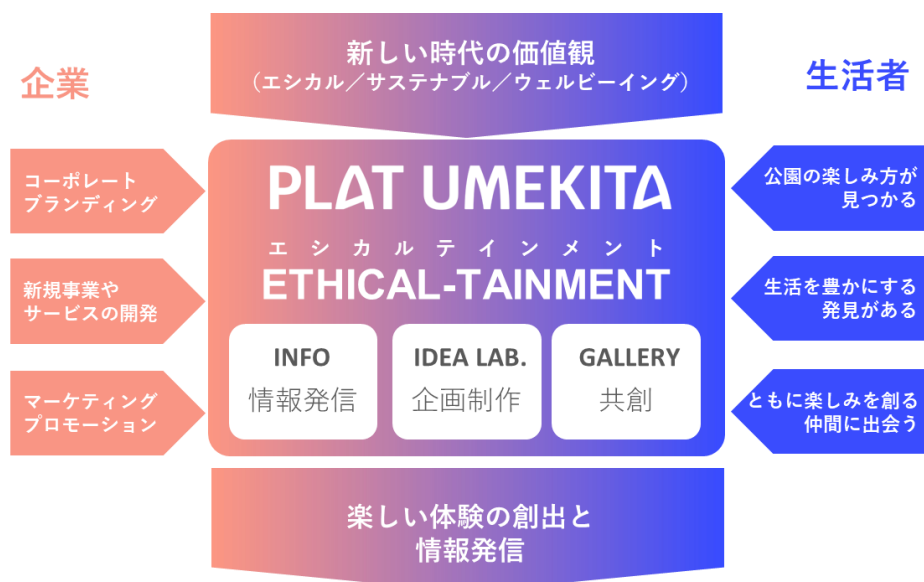 新しい時代の価値観
（エシカル／サステナブル／ウェルビーイング）
企業
生活者
コーポレート
ブランディング
新規事業や
サービスの開発
マーケティング
プロモーション
PLAT UMEKITA
エシカルテインメント
ETHICAL-TAINMENT
INFO
情報発信
IDEA LAB.
企画制作
GALLERY
共創
公園の楽しみ方が
見つかる
生活を豊かにする
発見がある
ともに楽しみを創る
仲間に出会う
楽しい体験の創出と
情報発信